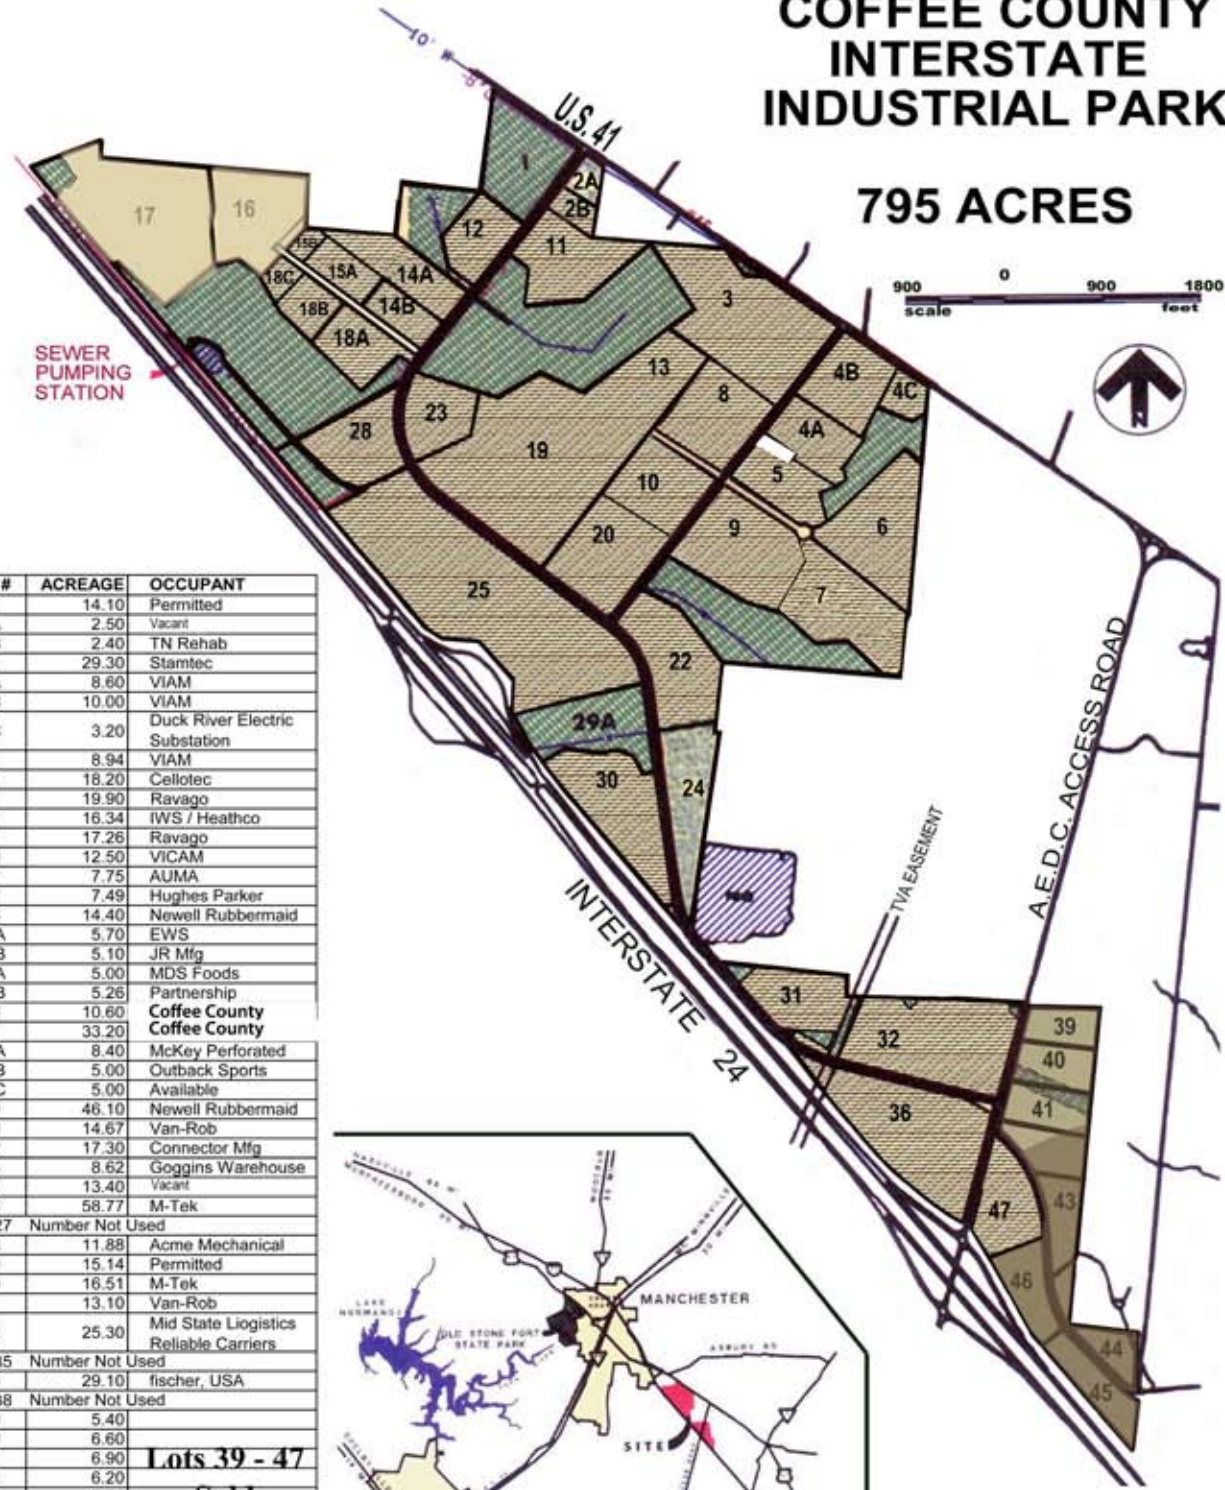 COFFEE COUNTY
INTERSTATE
INDUSTRIAL PARK
795 ACRES
900 0 900 1800
scale feet
U.S. 41
10"
1
2A
2B
12
11
3
17
16
15B
15A
14A
18C
18B
14B
18A
13
8
4B
4C
4A
5
23
28
19
10
20
9
6
7
25
22
29A
30
24
SEWER
PUMPING
STATION
A.E.D.C. ACCESS ROAD
TVA EASEMENT
INTERSTATE 24
31
32
36
39
40
41
43
47
46
44
45
# ACREAGE OCCUPANT
14.10 Permitted
2.50 Vacant
2.40 TN Rehab
29.30 Stamtec
8.60 VIAM
10.00 VIAM
3.20 Duck River Electric
Substation
8.94 VIAM
18.20 Cellotec
19.90 Ravago
16.34 IWS / Heathco
17.26 Ravago
12.50 VICAM
7.75 AUMA
7.49 Hughes Parker
14.40 Newell Rubbermaid
A 5.70 EWS
B 5.10 JR Mfg
A 5.00 MDS Foods
B 5.26 Partnership
10.60 Coffee County
33.20 Coffee County
A 8.40 McKey Perforated
B 5.00 Outback Sports
C 5.00 Available
46.10 Newell Rubbermaid
14.67 Van-Rob
17.30 Connector Mfg
8.62 Goggins Warehouse
13.40 Vacant
58.77 M-Tek
27 Number Not Used
11.88 Acme Mechanical
15.14 Permitted
16.51 M-Tek
13.10 Van-Rob
25.30 Mid State Liogistics
Reliable Carriers
35 Number Not Used
29.10 fischer, USA
38 Number Not Used
5.40
6.60
6.90 Lots 39 - 47
6.20
MANCHESTER
LAKE
NORMANDY
OLD STONE FORT
STATE PARK
ASBURY RD
SITE